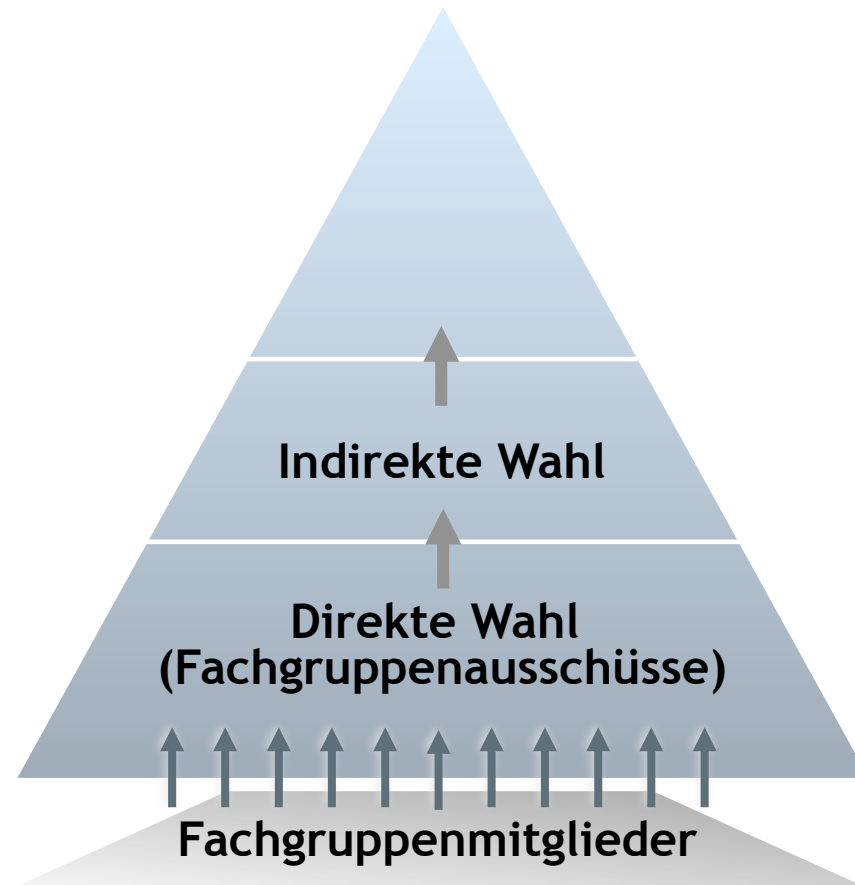 Indirekte Wahl
Direkte Wahl
(Fachgruppenausschüsse)
Fachgruppenmitglieder